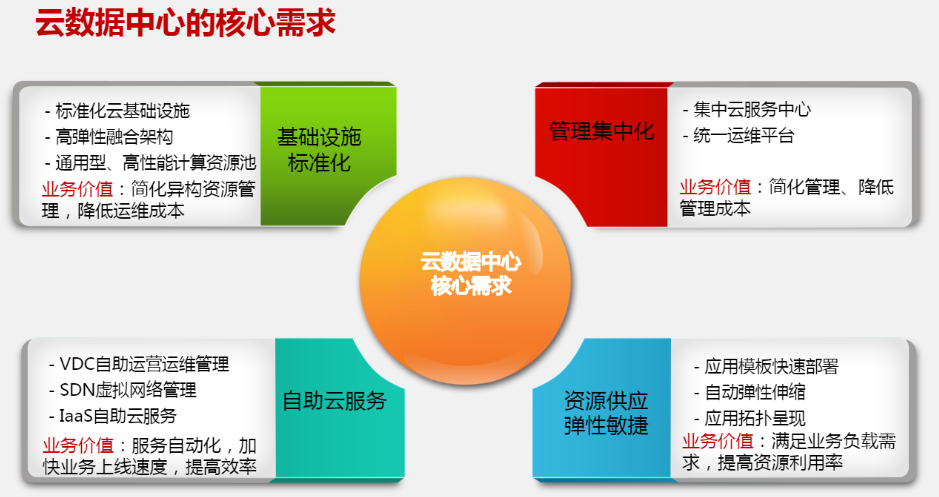 云数据中心的核心需求
- 标准化云基础设施
- 高弹性融合架构
- 通用型、高性能计算资源池
业务价值：简化异构资源管
理，降低运维成本
基础设施
标准化
管理集中化
- 集中云服务中心
- 统一运维平台
业务价值：简化管理、降低
管理成本
云数据中心
核心需求
- VDC自助运营运维管理
- SDN虚拟网络管理
- IaaS自助云服务
业务价值：服务自动化，加
快业务上线速度，提高效率
自助云服务
资源供应
弹性敏捷
- 应用模板快速部署
- 自动弹性伸缩
- 应用拓扑呈现
业务价值：满足业务负载需
求，提高资源利用率